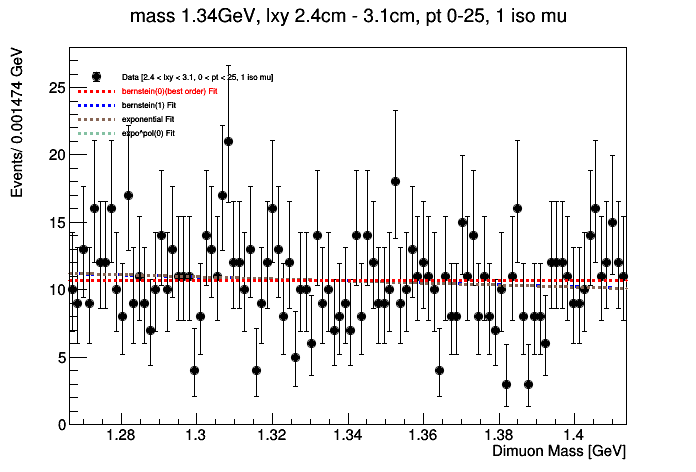 mass 1.34GeV, lxy 2.4cm - 3.1cm, pt 0-25, 1 iso mu
Events/ 0.001474 GeV
25
20
15
10
5
0
Data [2.4 < lxy < 3.1, 0 < pt < 25, 1 iso mu]
bernstein(0)(best order) Fit
bernstein(1) Fit
exponential Fit
expo*pol(0) Fit
1.28
1.3
1.32
1.34
1.36
1.38
1.4
Dimuon Mass [GeV]